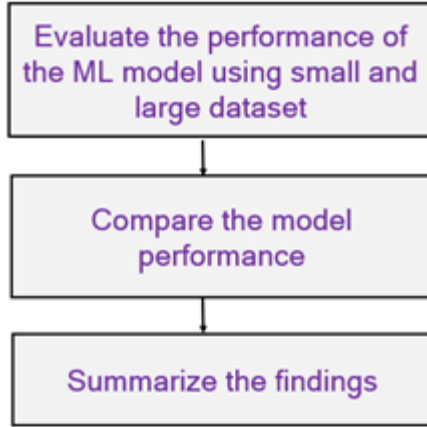 Evaluate the performance of
the ML model using small and
large dataset
Compare the model
performance
Summarize the findings